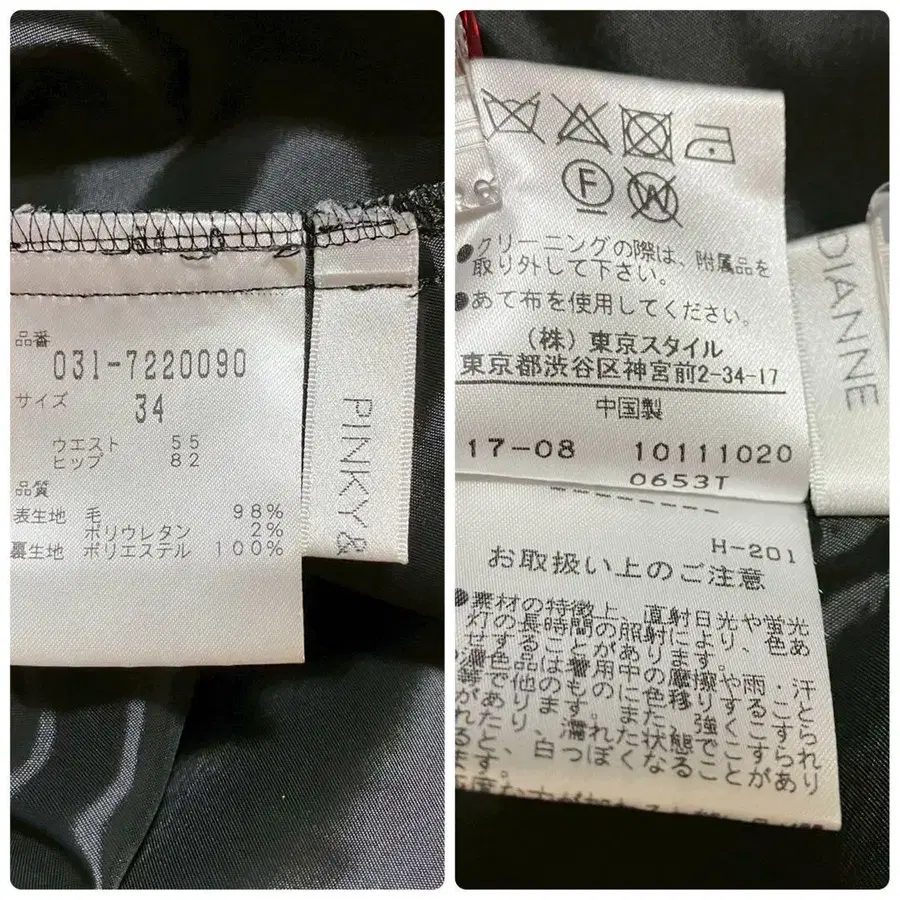 品番
031-7220090
サイズ
34
ウエスト 55
ヒップ 82
品質
表生地 毛 98%
ポリウレタン 2%
裏生地 ポリエステル 100%
PINKY&
DIANNE
F
W
●クリーニングの際は、附属品を
取り外して下さい。
●あて布を使用してください。
(株)東京スタイル
東京都渋谷区神宮前2-34-17
中国製
17-08 10111020
0653T
H-201
お取扱い上のご注意
●素材の特徴上、直射日光や蛍光
灯の長時間の照射により、色あ
せすることがあります。
濃色品は着用中の摩擦や雨・汗
等で他のものに色移りすること
ります。また、強くこすら
れたり、濡れた状態でこすられ
ると、白っぽくなることがあり
ます。